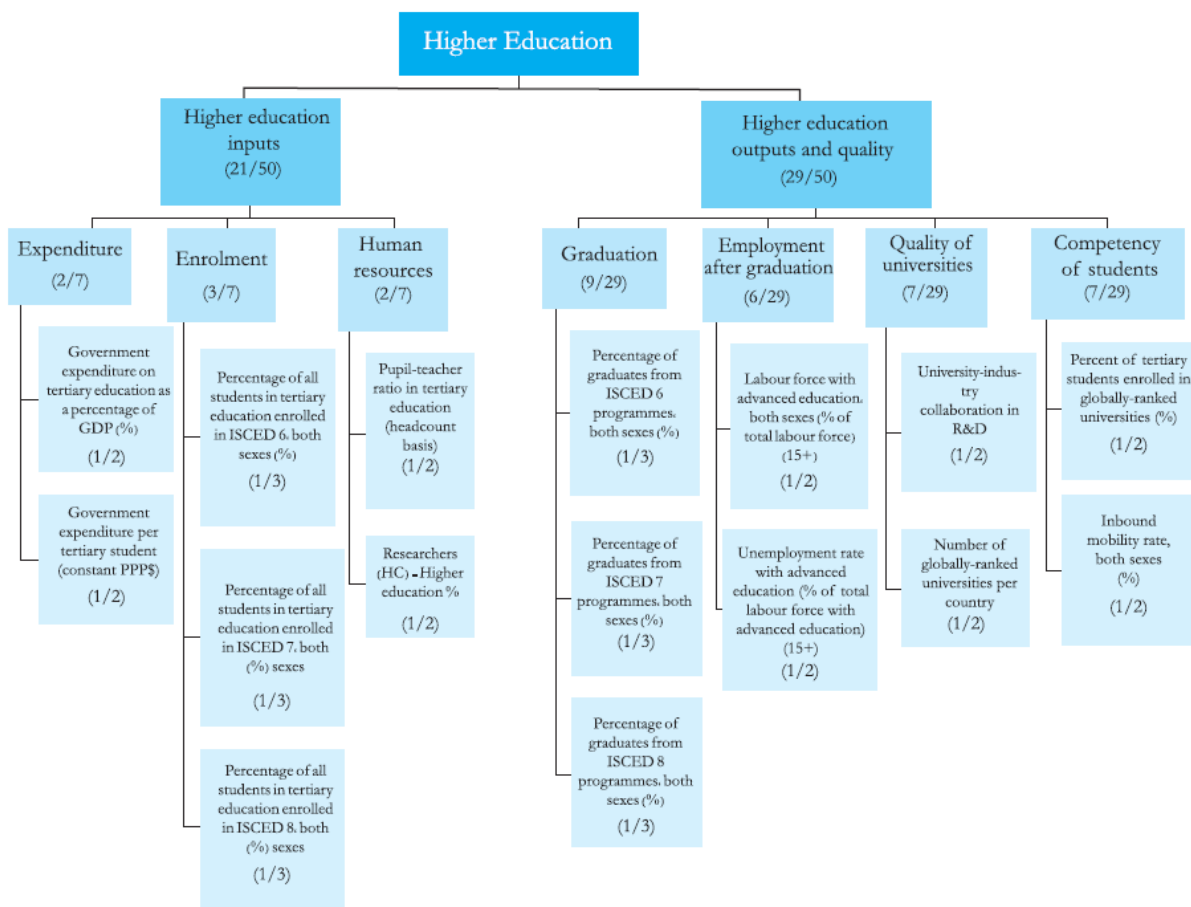 Higher Education
Higher education
inputs
(21/50)
Higher education
outputs and quality
(29/50)
Expenditure
(2/7)
Enrolment
(3/7)
Human
resources
(2/7)
Graduation
(9/29)
Employment
after graduation
(6/29)
Quality of
universities
(7/29)
Competency
of students
(7/29)
Government
expenditure on
tertiary education as
a percentage of
GDP (%)
(1/2)
Government
expenditure per
tertiary student
(constant PPP$)
(1/2)
Percentage of all
students in tertiary
education enrolled
in ISCED 6, both
sexes (%)
(1/3)
Percentage of all
students in tertiary
education enrolled
in ISCED 7, both
(%) sexes
(1/3)
Percentage of all
students in tertiary
education enrolled
in ISCED 8, both
(%) sexes
(1/3)
Pupil-teacher
ratio in tertiary
education
(headcount
basis)
(1/2)
Researchers
(HC) - Higher
education %
(1/2)
Percentage of
graduates from
ISCED 6
programmes,
both sexes (%)
(1/3)
Percentage of
graduates from
ISCED 7
programmes, both
sexes (%)
(1/3)
Percentage of
graduates from
ISCED 8
programmes, both
sexes (%)
(1/3)
Labour force with
advanced education,
both sexes (% of
total labour force)
(15+)
(1/2)
Unemployment rate
with advanced
education (% of total
labour force with
advanced education)
(15+)
(1/2)
University-indus-
try
collaboration in
R&D
(1/2)
Number of
globally-ranked
universities per
country
(1/2)
Percent of tertiary
students enrolled in
globally-ranked
universities (%)
(1/2)
Inbound
mobility rate,
both sexes
(%)
(1/2)